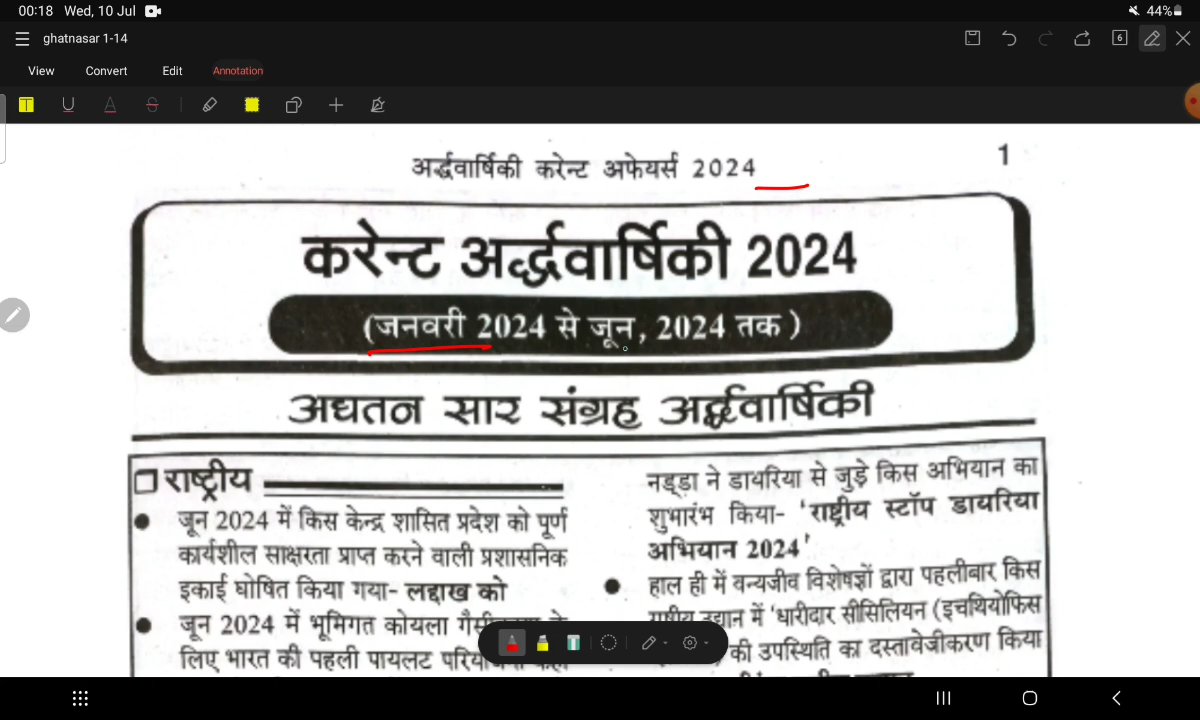 00:18 Wed, 10 Jul 44%
ghatnasar 1-14 6
View Convert Edit Annotation
T U A S
अर्द्धवार्षिकी करेन्ट अफेयर्स 2024 1
करेन्ट अर्द्धवार्षिकी 2024
(जनवरी 2024 से जून, 2024 तक)
अद्यतन सार संग्रह अर्द्धवार्षिकी
राष्ट्रीय
● जून 2024 में किस केन्द्र शासित प्रदेश को पूर्ण
कार्यशील साक्षरता प्राप्त करने वाली प्रशासनिक
इकाई घोषित किया गया- लद्दाख को
● जून 2024 में भूमिगत कोयला
लिए भारत की पहली पायलट
नड्डा ने डायरिया से जुड़े किस अभियान का
शुभारंभ किया- 'राष्ट्रीय स्टॉप डायरिया
अभियान 2024'
● हाल ही में वन्यजीव विशेषज्ञों द्वारा पहलीबार किस
उद्यान में 'धारीदार सीसिलियन (इचथियोफिस
की उपस्थिति का दस्तावेजीकरण किया